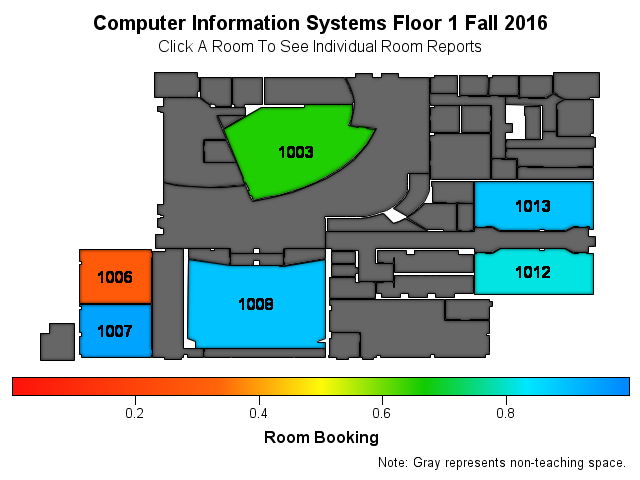 Computer Information Systems Floor 1 Fall 2016
Click A Room To See Individual Room Reports
1003
1013
1012
1006
1008
1007
0.2 0.4 0.6 0.8
Room Booking
Note: Gray represents non-teaching space.